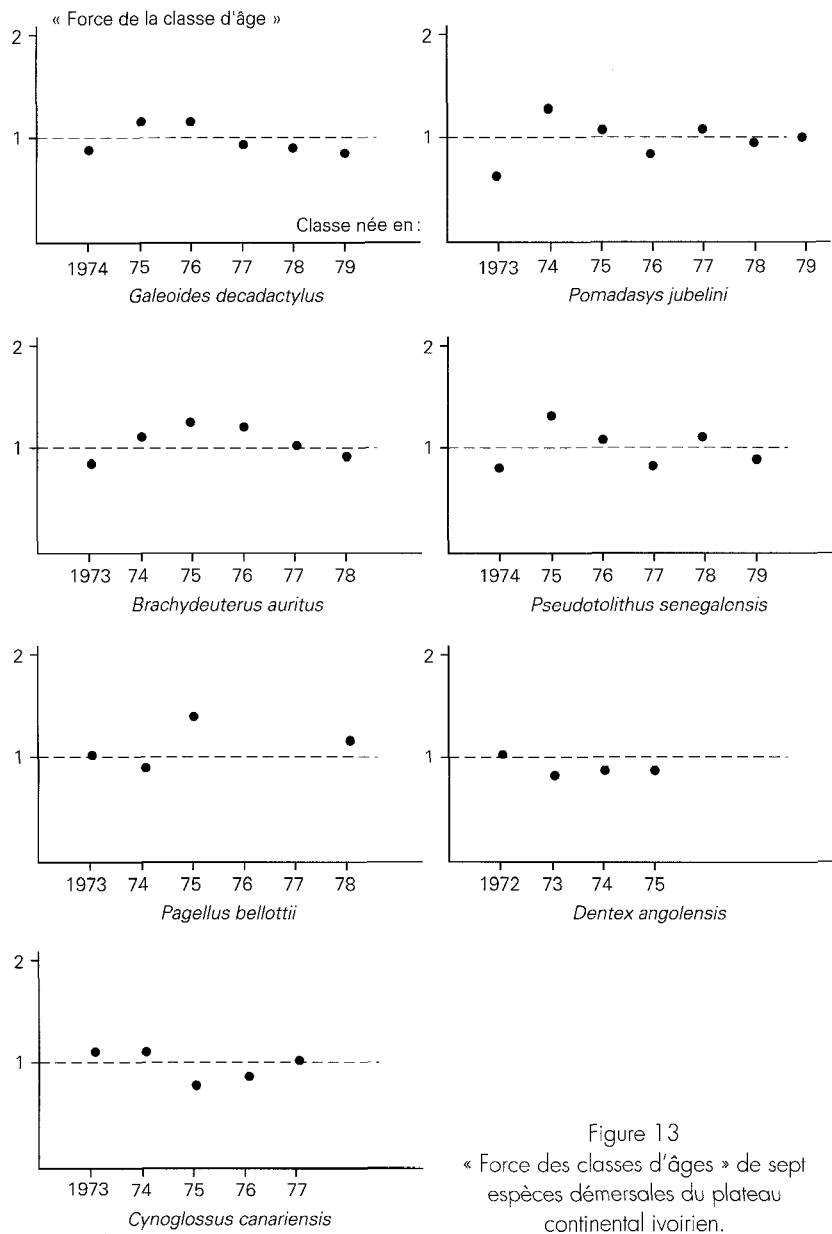 « Force de la classe d'âge »
2
1
Classe née en :
1974 75 76 77 78 79
Galeoides decadactylus
2
1
1973 74 75 76 77 78 79
Pomadasys jubelini
2
1
1973 74 75 76 77 78
Brachydeuterus auritus
2
1
1974 75 76 77 78 79
Pseudotolithus senegalensis
2
1
1973 74 75 76 77 78
Pagellus bellottii
2
1
1972 73 74 75
Dentex angolensis
2
1
1973 74 75 76 77
Cynoglossus canariensis
Figure 13
« Force des classes d'âges » de sept
espèces démersales du plateau
continental ivoirien.